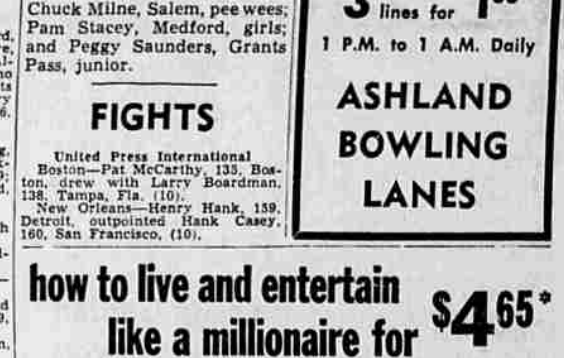 Chuck Milne, Salem, pee wees;
Pam Stacey, Medford, girls;
and Peggy Saunders, Grants
Pass, junior.
FIGHTS
United Press International
Boston—Pat McCarthy, 135, Bos-
ton, drew with Larry Boardman,
138, Tampa, Fla. (10).
New Orleans—Henry Hank, 159,
Detroit, outpointed Hank Casey,
160, San Francisco, (10).
lines for
1 P.M. to 1 A.M. Daily
ASHLAND
BOWLING
LANES
how to live and entertain
like a millionaire for $4.65*